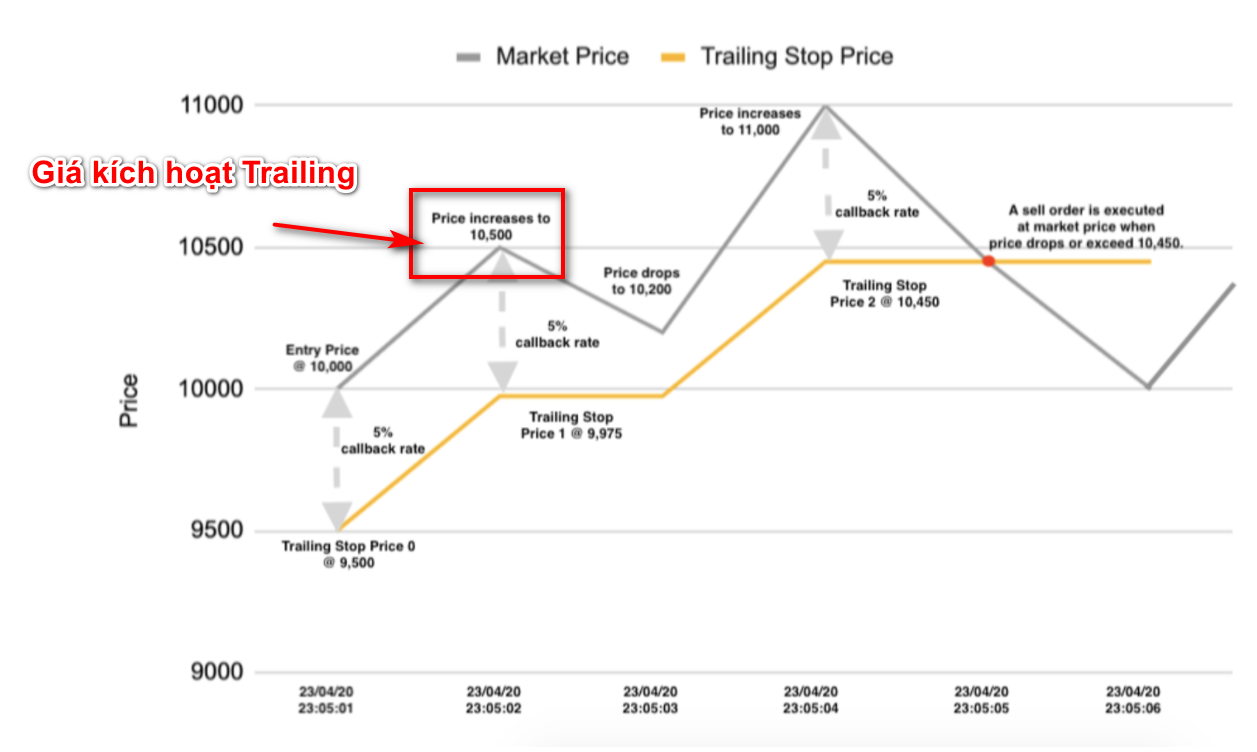 Market Price
Trailing Stop Price
11000
Price increases
to 11,000
Giá kích hoạt Trailing
5%
callback rate
Price increases to
10,500
A sell order is executed
at market price when
price drops or exceed 10,450.
10500
Price drops
to 10,200
Trailing Stop
Price 2 @ 10,450
5%
callback rate
Entry Price
@ 10,000
10000
Price
Trailing Stop
Price 1 @ 9,975
5%
callback rate
9500
Trailing Stop Price 0
@ 9,500
9000
23/04/20
23:05:01
23/04/20
23:05:02
23/04/20
23:05:03
23/04/20
23:05:04
23/04/20
23:05:05
23/04/20
23:05:06